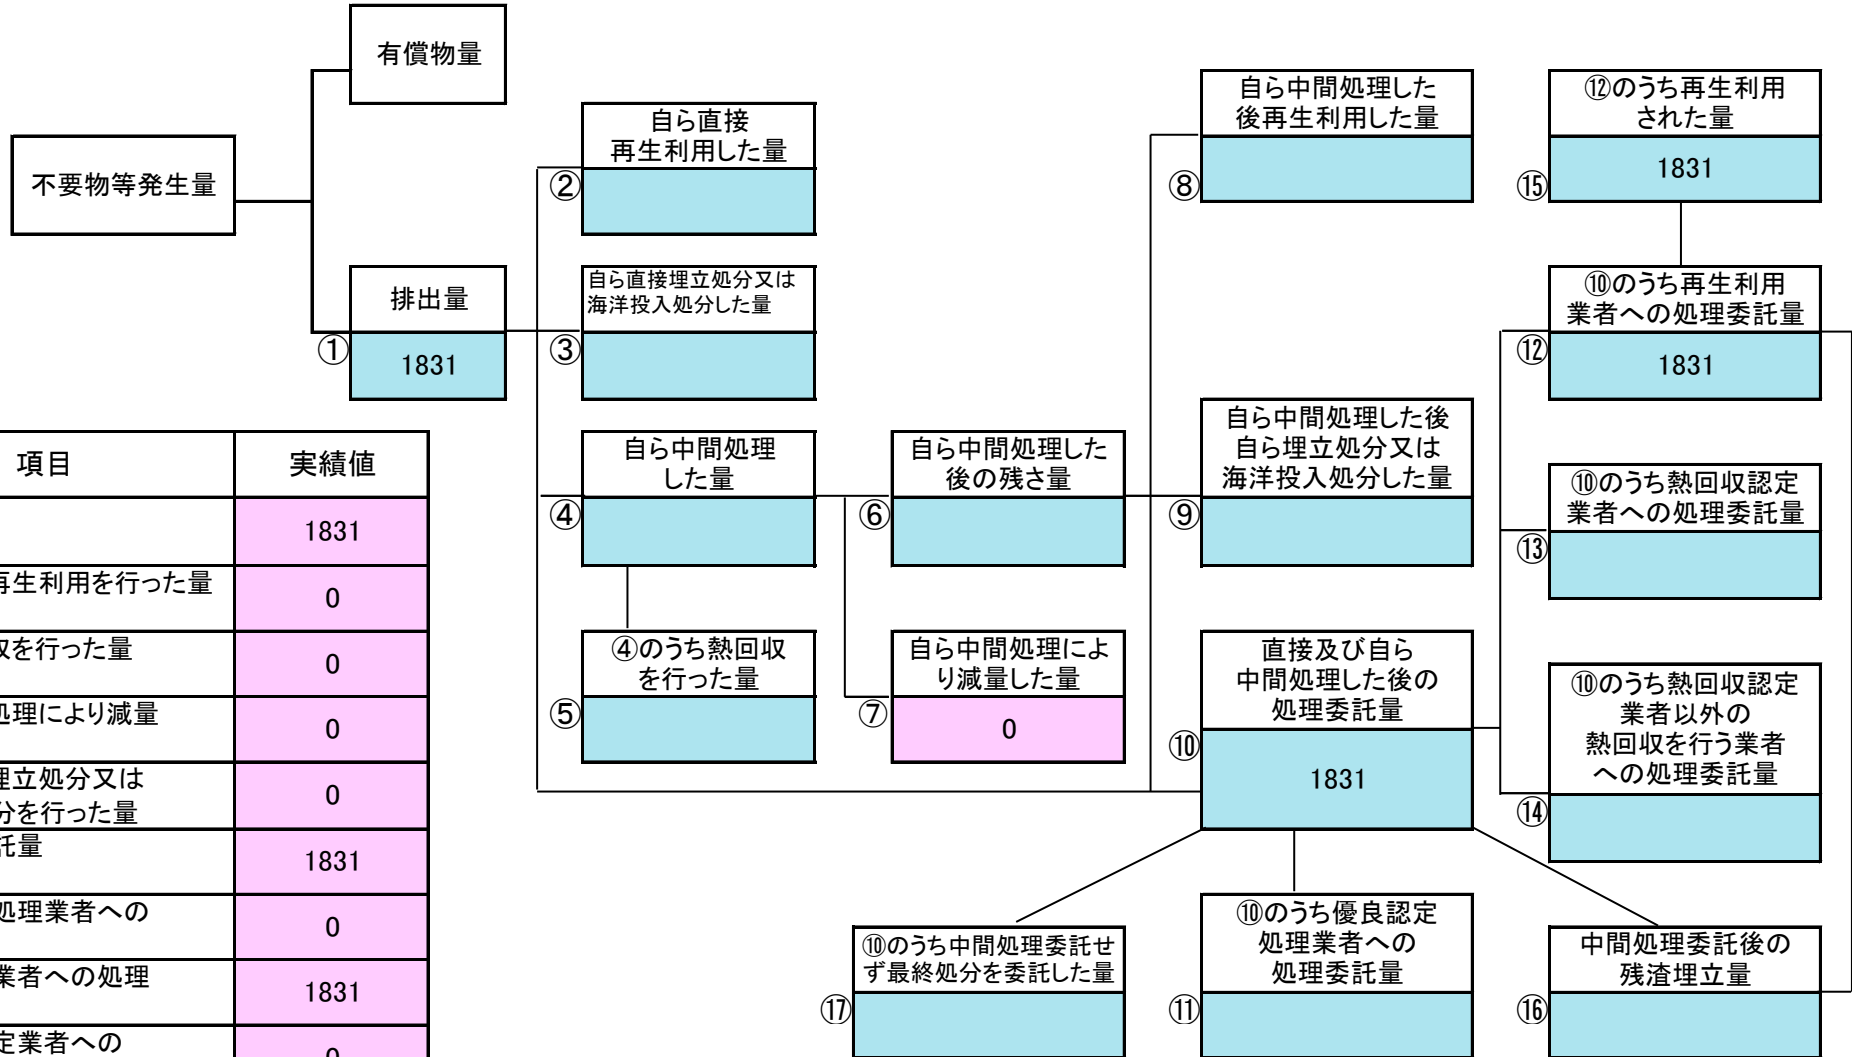 有償物量
不要物等発生量
排出量
①
1831
自ら直接
再生利用した量
②
自ら直接埋立処分又は
海洋投入処分した量
③
自ら中間処理
した量
④
④のうち熱回収
を行った量
⑤
自ら中間処理した
後の残さ量
⑥
自ら中間処理によ
り減量した量
⑦
0
自ら中間処理した
後再生利用した量
⑧
自ら中間処理した後
自ら埋立処分又は
海洋投入処分した量
⑨
直接及び自ら
中間処理した後の
処理委託量
⑩
1831
⑫のうち再生利用
された量
⑮
1831
⑩のうち再生利用
業者への処理委託量
⑫
1831
⑩のうち熱回収認定
業者への処理委託量
⑬
⑩のうち熱回収認定
業者以外の
熱回収を行う業者
への処理委託量
⑭
⑩のうち中間処理委託せ
ず最終処分を委託した量
⑰
⑩のうち優良認定
処理業者への
処理委託量
⑪
中間処理委託後の
残渣埋立量
⑯
項目 実績値
1831
再生利用を行った量 0
を行った量 0
処理により減量 0
埋立処分又は
分を行った量 0
託量 1831
処理業者への 0
業者への処理 1831
定業者への